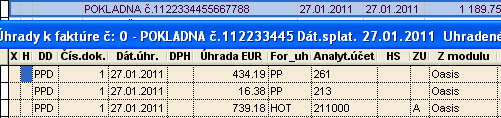 POKLADNA č.1122334455667788 27.01.2011 27.01.2011 1 189.75
Úhrady k faktúre č: 0 - POKLADNA č.112233445 Dát.splat. 27.01.2011 Uhradené
X H DD Čís.dok. Dát.úhr. DPH Úhrada EUR For_uh Analyt.účet HS ZU Z modulu
PPD 1 27.01.2011 434.19 PP 261 Oasis
PPD 1 27.01.2011 16.38 PP 213 Oasis
PPD 1 27.01.2011 739.18 HOT 211000 A Oasis